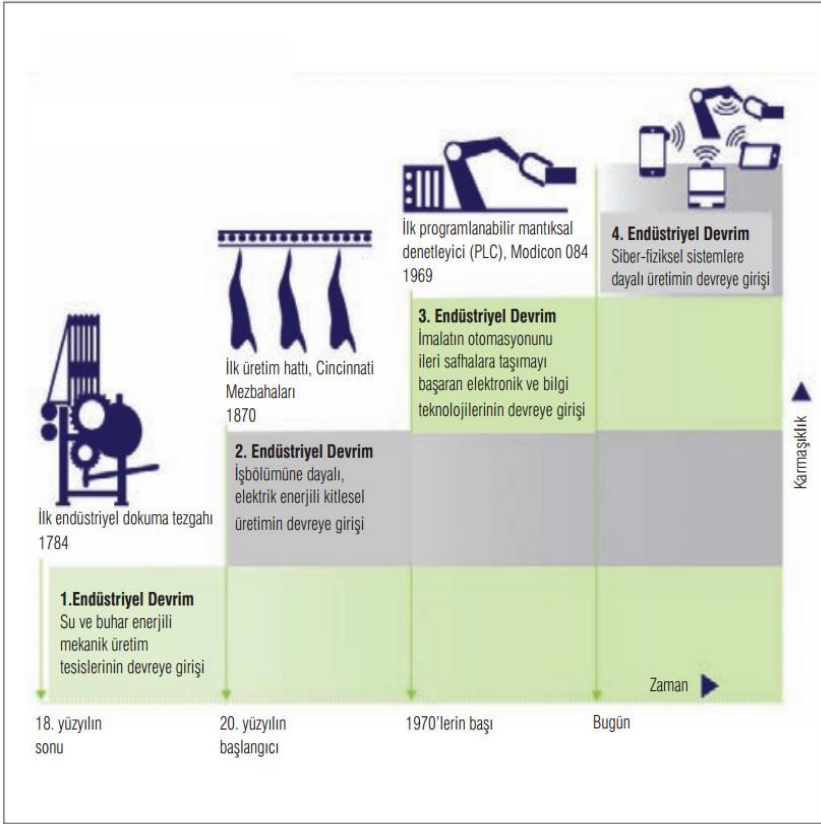 İlk endüstriyel dokuma tezgahı
1784
1.Endüstriyel Devrim
Su ve buhar enerjili
mekanik üretim
tesislerinin devreye girişi
18. yüzyılın
sonu
İlk üretim hattı, Cincinnati
Mezbahaları
1870
2. Endüstriyel Devrim
İşbölümüne dayalı,
elektrik enerjili kitlesel
üretimin devreye girişi
20. yüzyılın
başlangıcı
İlk programlanabilir mantıksal
denetleyici (PLC), Modicon 084
1969
3. Endüstriyel Devrim
İmalatın otomasyonunu
ileri safhalara taşımayı
başaran elektronik ve bilgi
teknolojilerinin devreye girişi
1970'lerin başı
4. Endüstriyel Devrim
Siber-fiziksel sistemlere
dayalı üretimin devreye girişi
Bugün
Zaman
Karmaşıklık